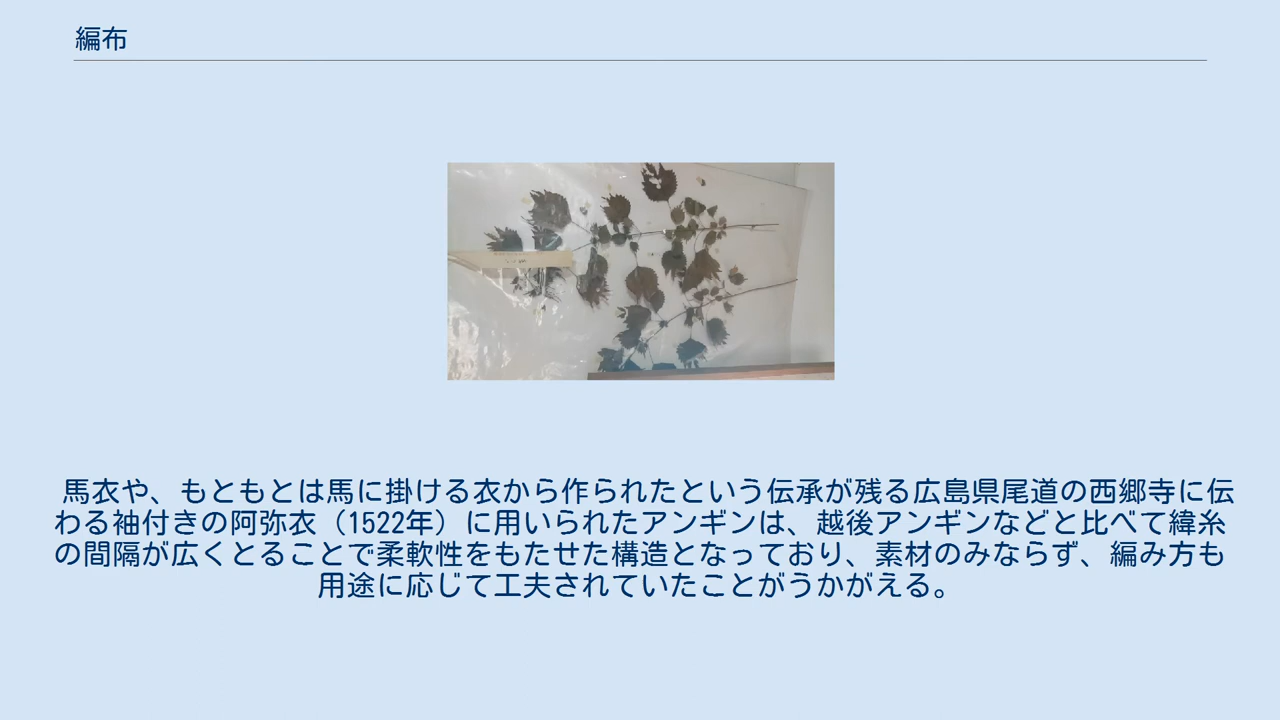 編布
馬衣や、もともとは馬に掛ける衣から作られたという伝承が残る広島県尾道の西郷寺に伝
わる袖付きの阿弥衣（1522年）に用いられたアンギンは、越後アンギンなどと比べて緯糸
の間隔が広くとることで柔軟性をもたせた構造となっており、素材のみならず、編み方も
用途に応じて工夫されていたことがうかがえる。